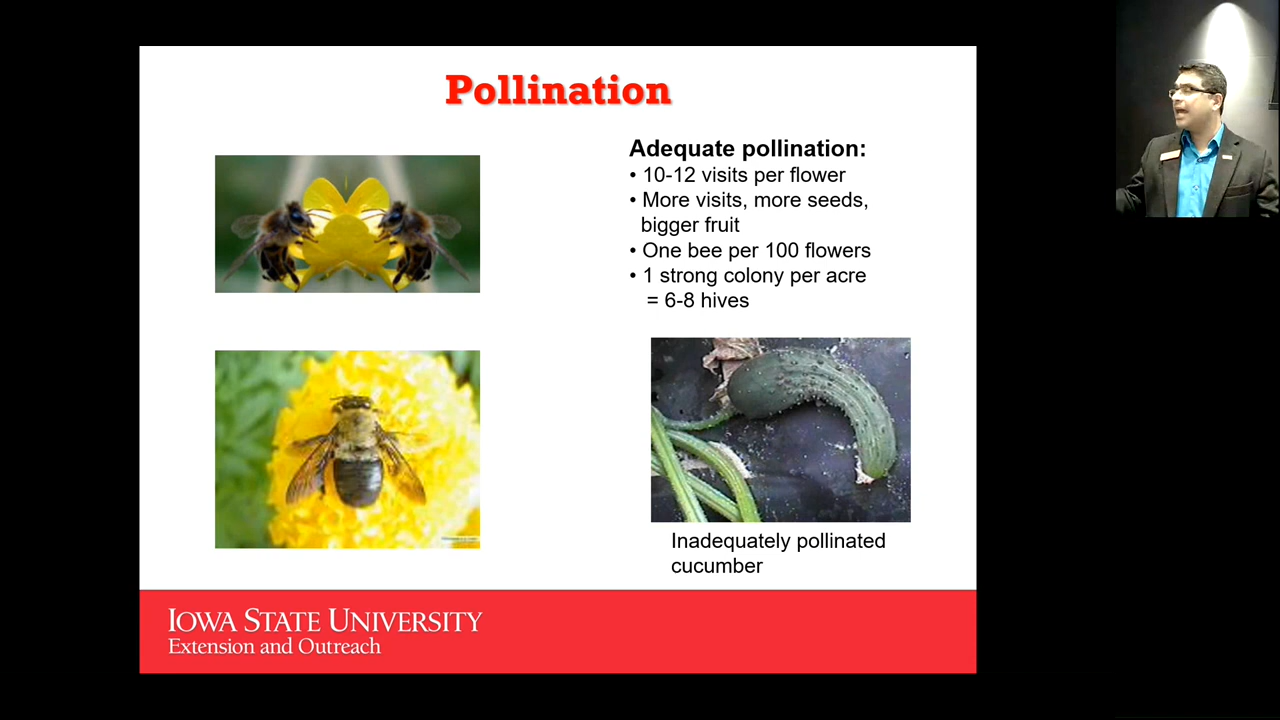 Pollination
Adequate pollination:
• 10-12 visits per flower
• More visits, more seeds,
bigger fruit
• One bee per 100 flowers
• 1 strong colony per acre
= 6-8 hives
Inadequately pollinated
cucumber
IOWA STATE UNIVERSITY
Extension and Outreach